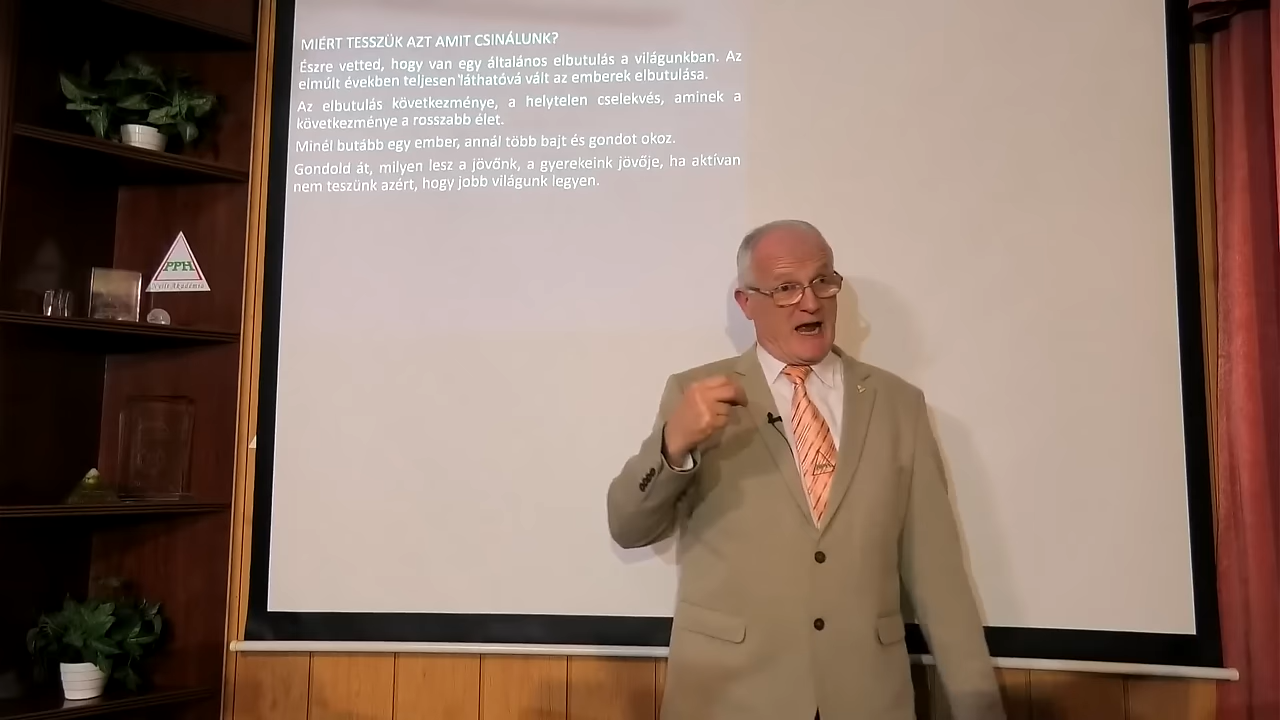 MIÉRT TESSZÜK AZT AMIT CSINÁLUNK?
Észre vetted, hogy van egy általános elbutulás a világunkban. Az
elmúlt években teljesen láthatóvá vált az emberek elbutulása.
Az elbutulás következménye, a helytelen cselekvés, aminek a
következménye a rosszabb élet.
Minél butább egy ember, annál több bajt és gondot okoz.
Gondold át, milyen lesz a jövőnk, a gyerekeink jövője, ha aktívan
nem teszünk azért, hogy jobb világunk legyen.
PPH
Nyílt Akadémia